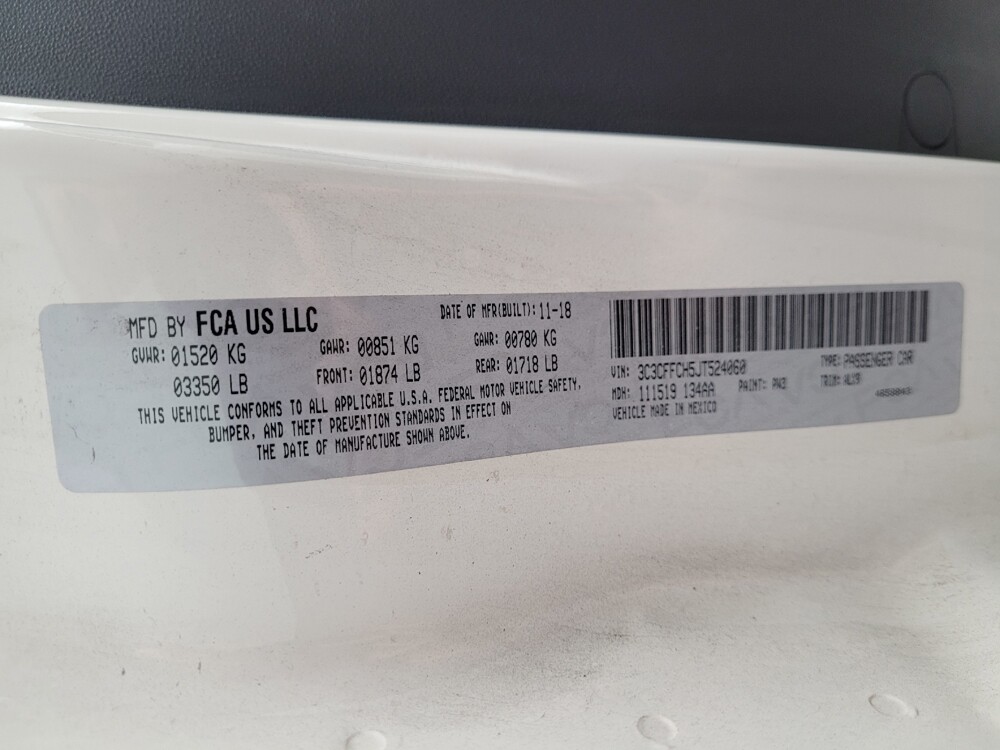 MFD BY FCA US LLC
DATE OF MFR(BUILT): 11-18
GVWR: 01520 KG
GAWR: 00851 KG
GAWR: 00780 KG
03350 LB
FRONT: 01874 LB
REAR: 01718 LB
THIS VEHICLE CONFORMS TO ALL APPLICABLE U.S.A. FEDERAL MOTOR VEHICLE SAFETY,
BUMPER, AND THEFT PREVENTION STANDARDS IN EFFECT ON
THE DATE OF MANUFACTURE SHOWN ABOVE.
VIN: 3C3CFFCH5JT524060
TYPE: PASSENGER CAR
MDH: 111519 134AA
PAINT: PW3
TRIM:
VEHICLE MADE IN MEXICO